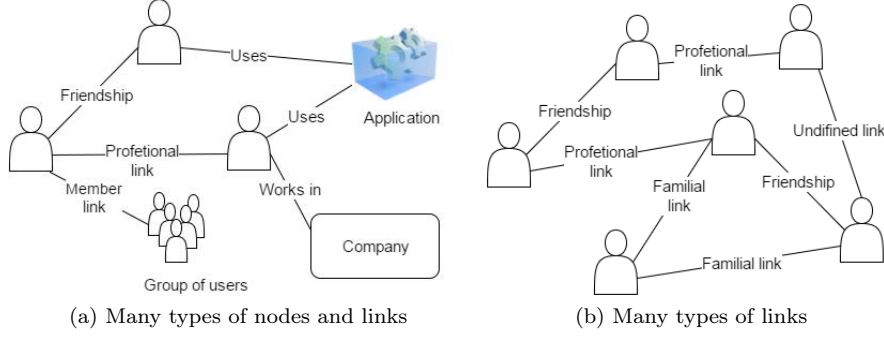 Uses
Friendship
Application
Uses
Profetional
link
Member
link
Works in
Company
Group of users
(a) Many types of nodes and links
Profetional
link
Friendship
Undifined link
Profetional
link
Familial
link
Friendship
Familial link
(b) Many types of links